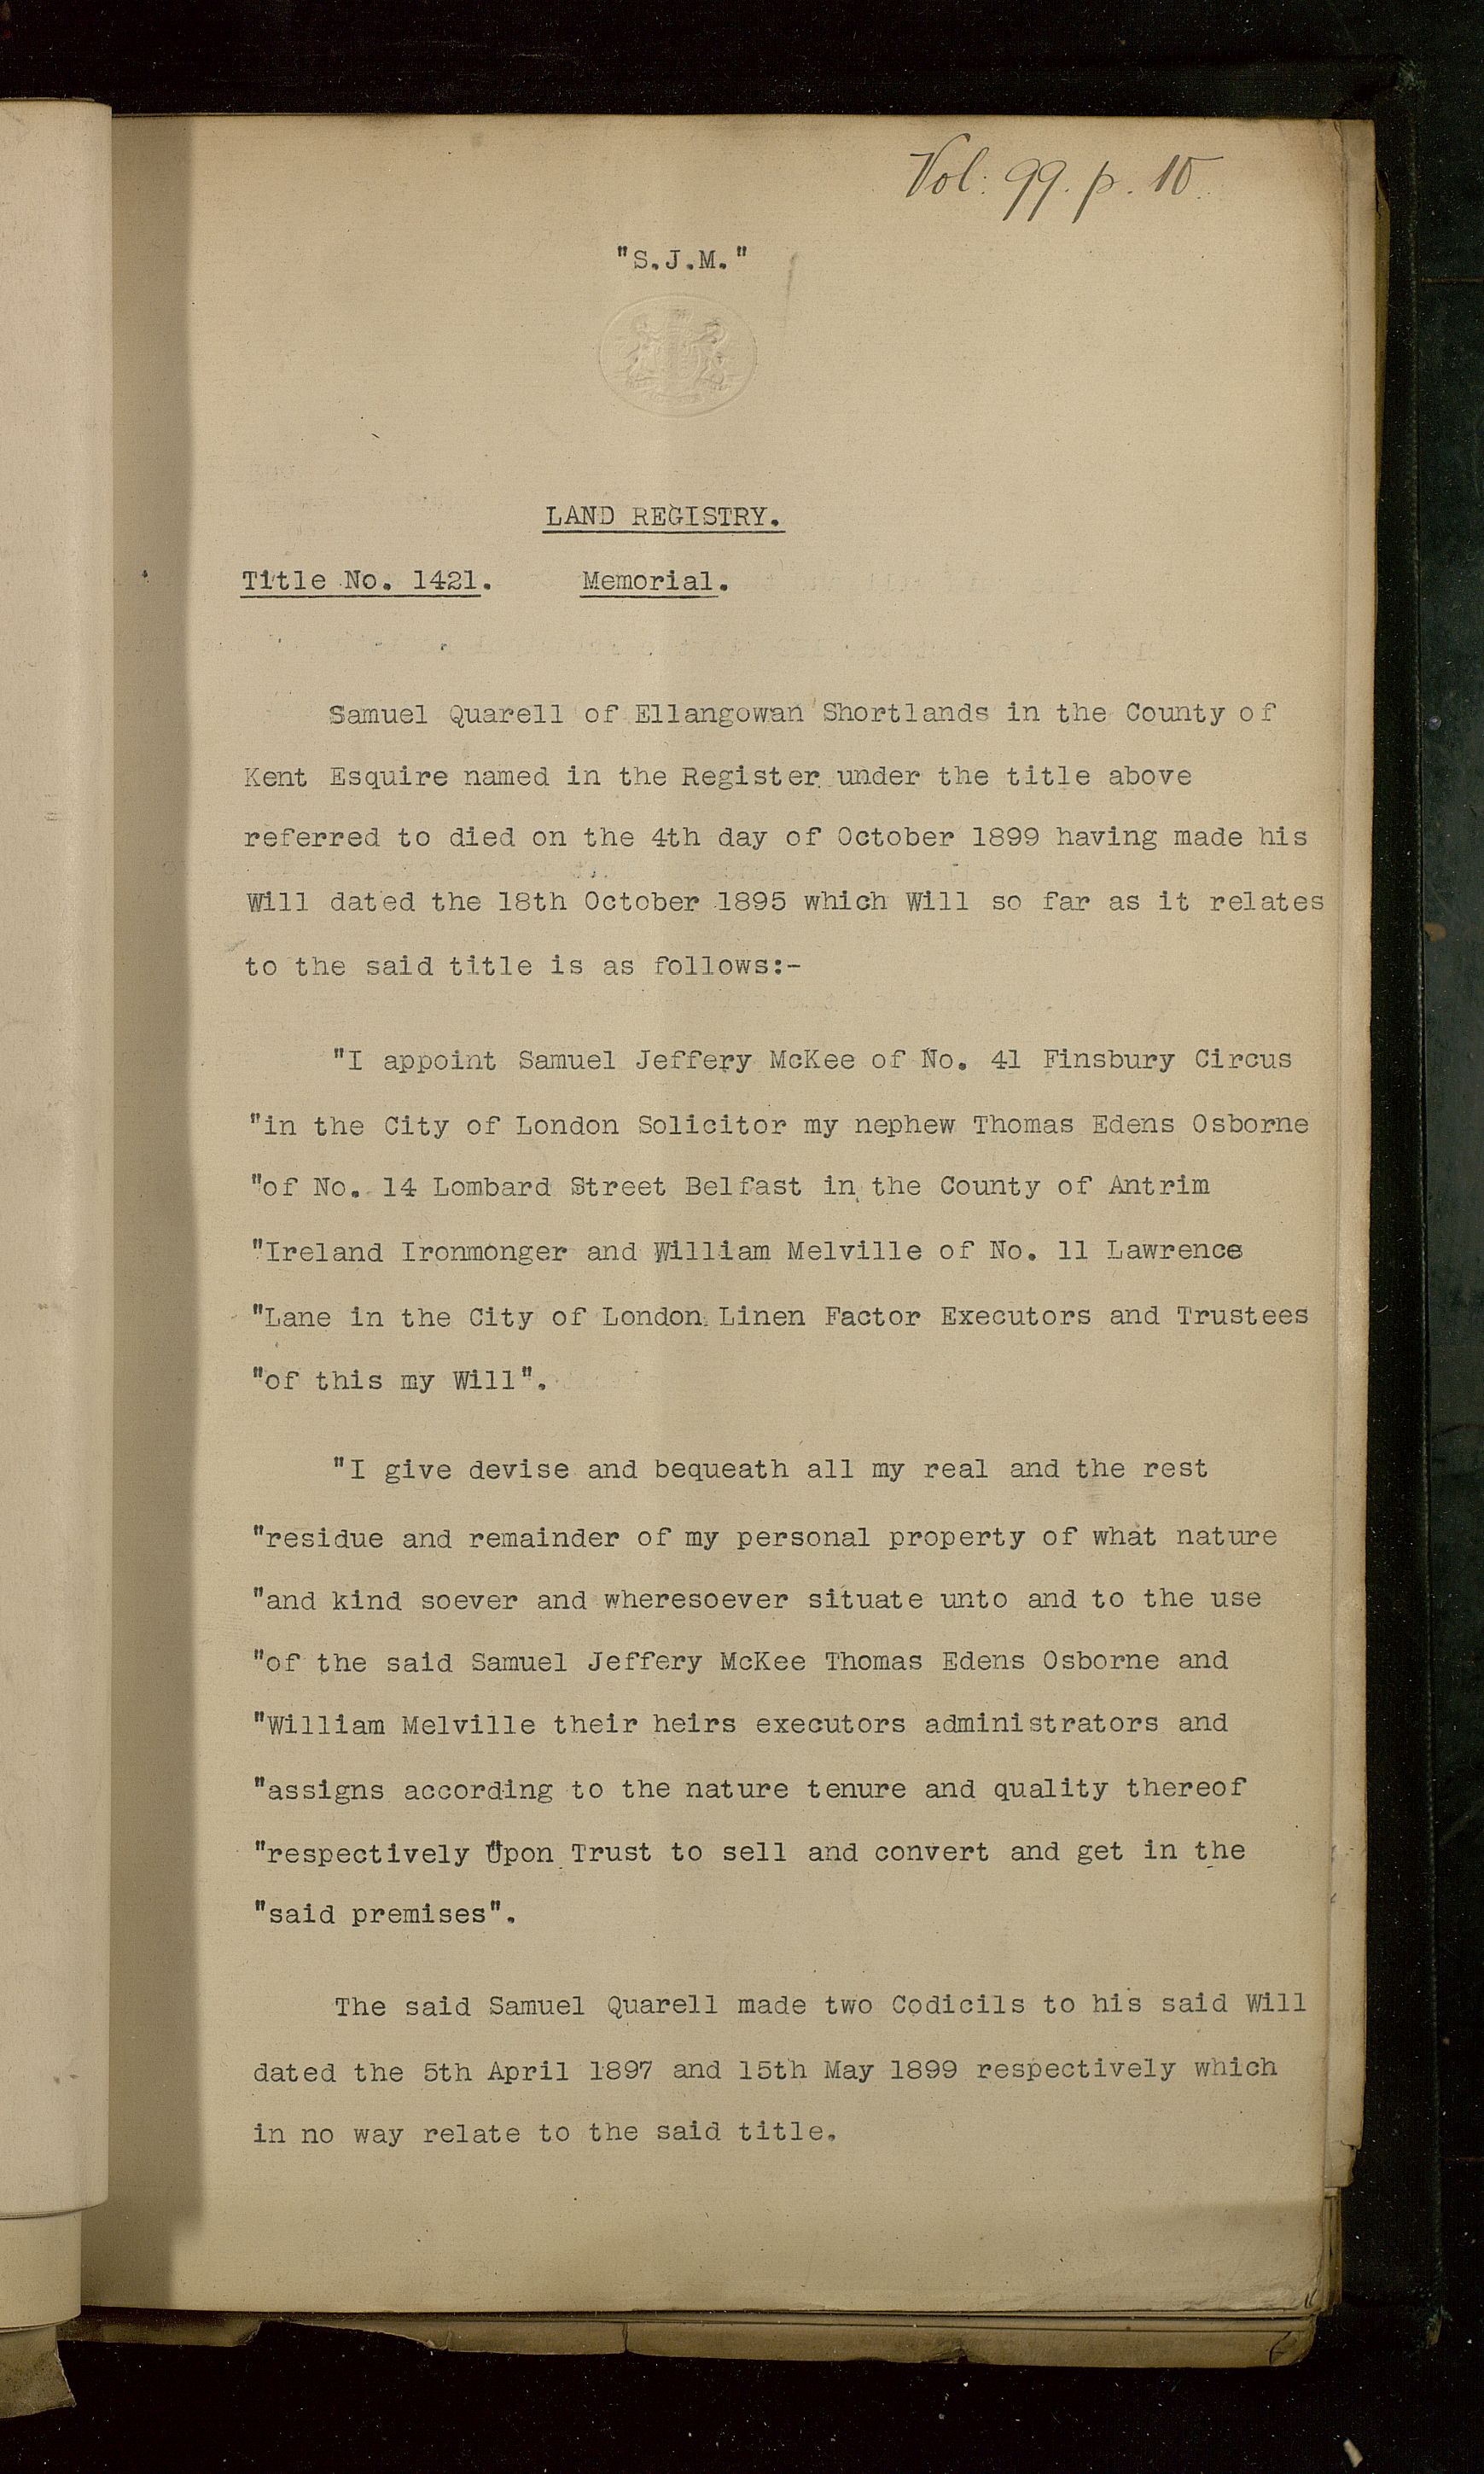 Vol: 99. p. 10.
"S.J.M."
LAND REGISTRY.
Title No. 1421. Memorial.
Samuel Quarell of Ellangowan Shortlands in the County of
Kent Esquire named in the Register under the title above
referred to died on the 4th day of October 1899 having made his
Will dated the 18th October 1895 which Will so far as it relates
to the said title is as follows:-
"I appoint Samuel Jeffery McKee of No. 41 Finsbury Circus
"in the City of London Solicitor my nephew Thomas Edens Osborne
"of No. 14 Lombard Street Belfast in the County of Antrim
"Ireland Ironmonger and William Melville of No. 11 Lawrence
"Lane in the City of London Linen Factor Executors and Trustees
"of this my Will".
"I give devise and bequeath all my real and the rest
"residue and remainder of my personal property of what nature
"and kind soever and wheresoever situate unto and to the use
"of the said Samuel Jeffery McKee Thomas Edens Osborne and
"William Melville their heirs executors administrators and
"assigns according to the nature tenure and quality thereof
"respectively Upon Trust to sell and convert and get in the
"said premises".
The said Samuel Quarell made two Codicils to his said Will
dated the 5th April 1897 and 15th May 1899 respectively which
in no way relate to the said title.